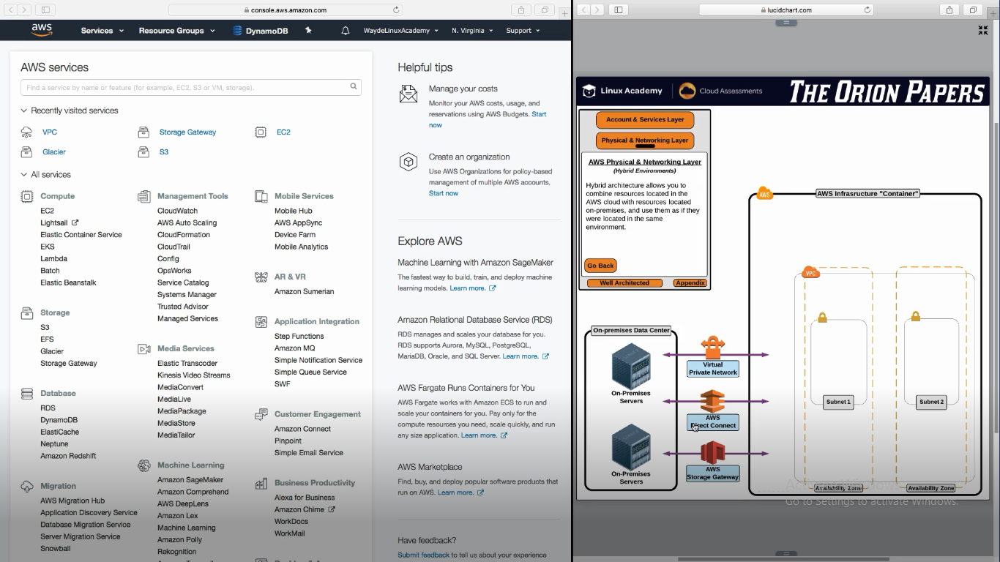 console.aws.amazon.com
aws
Services
Resource Groups
DynamoDB
WaydeLinuxAcademy
N. Virginia
Support
AWS services
Find a service by name or feature (for example, EC2, S3 or VM, storage).
Recently visited services
VPC
Storage Gateway
EC2
Glacier
S3
All services
Compute
EC2
Lightsail
Elastic Container Service
EKS
Lambda
Batch
Elastic Beanstalk
Storage
S3
EFS
Glacier
Storage Gateway
Database
RDS
DynamoDB
ElastiCache
Neptune
Amazon Redshift
Migration
AWS Migration Hub
Application Discovery Service
Database Migration Service
Server Migration Service
Snowball
Management Tools
CloudWatch
AWS Auto Scaling
CloudFormation
CloudTrail
Config
OpsWorks
Service Catalog
Systems Manager
Trusted Advisor
Managed Services
Media Services
Elastic Transcoder
Kinesis Video Streams
MediaConvert
MediaLive
MediaPackage
MediaStore
MediaTailor
Machine Learning
Amazon SageMaker
Amazon Comprehend
AWS DeepLens
Amazon Lex
Machine Learning
Amazon Polly
Rekognition
Mobile Services
Mobile Hub
AWS AppSync
Device Farm
Mobile Analytics
AR & VR
Amazon Sumerian
Application Integration
Step Functions
Amazon MQ
Simple Notification Service
Simple Queue Service
SWF
Customer Engagement
Amazon Connect
Pinpoint
Simple Email Service
Business Productivity
Alexa for Business
Amazon Chime
WorkDocs
WorkMail
Helpful tips
Manage your costs
Monitor your AWS costs, usage, and
reservations using AWS Budgets. Start
now
Create an organization
Use AWS Organizations for policy-based
management of multiple AWS accounts.
Start now
Explore AWS
Machine Learning with Amazon SageMaker
The fastest way to build, train, and deploy machine
learning models. Learn more.
Amazon Relational Database Service (RDS)
RDS manages and scales your database for you.
RDS supports Aurora, MySQL, PostgreSQL,
MariaDB, Oracle, and SQL Server. Learn more.
AWS Fargate Runs Containers for You
AWS Fargate works with Amazon ECS to run and
scale your containers for you. Pay only for the
compute resources you need, scale quickly, and run
any size application. Learn more.
AWS Marketplace
Find, buy, and deploy popular software products that
run on AWS. Learn more.
Have feedback?
Submit feedback to tell us about your experience
lucidchart.com
Linux Academy
Cloud Assessments
THE ORION PAPERS
Account & Services Layer
Physical & Networking Layer
AWS Physical & Networking Layer
(Hybrid Environments)
Hybrid architecture allows you to
combine resources located in the
AWS cloud with resources located
on-premises, and use them as if they
were located in the same
environment.
Go Back
Well Architected
Appendix
On-premises Data Center
On-Premises
Servers
On-Premises
Servers
Virtual
Private Network
AWS
Direct Connect
AWS
Storage Gateway
AWS
AWS Infrasructure "Container"
VPC
Subnet 1
Subnet 2
Availability Zone
Availability Zone
Go to Settings to activate Windows.